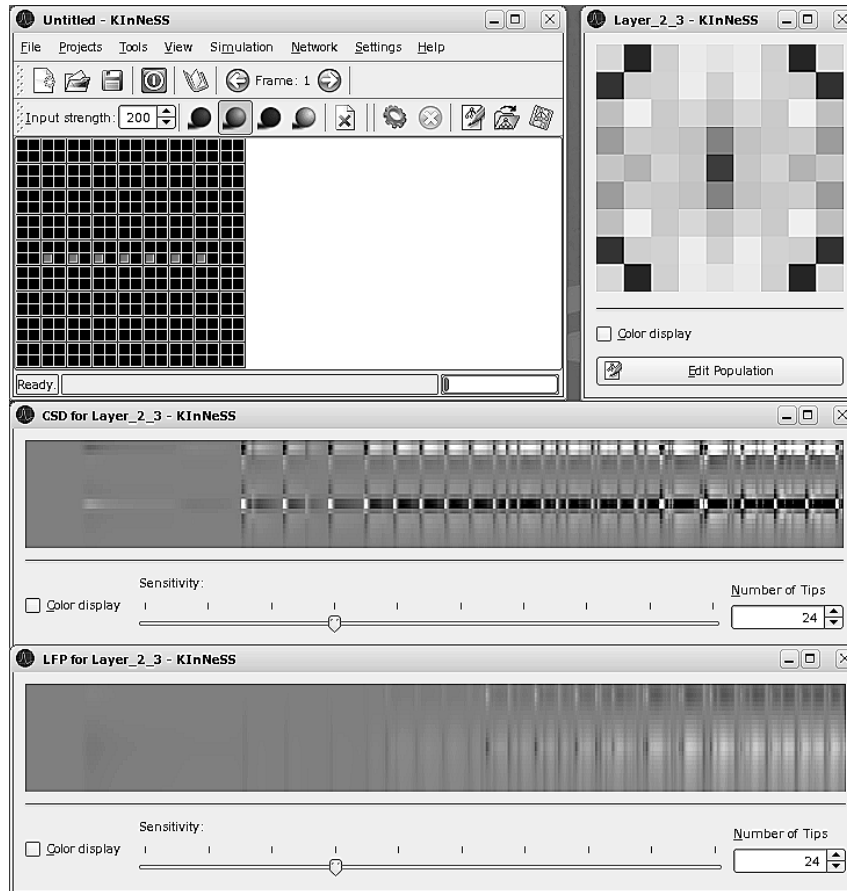 Untitled - KInNeSS
File Projects Tools View Simulation Network Settings Help
Frame: 1
Input strength: 200
Ready.
Layer_2_3 - KInNeSS
Color display
Edit Population
CSD for Layer_2_3 - KInNeSS
Sensitivity:
Color display
Number of Tips
24
LFP for Layer_2_3 - KInNeSS
Sensitivity:
Color display
Number of Tips
24